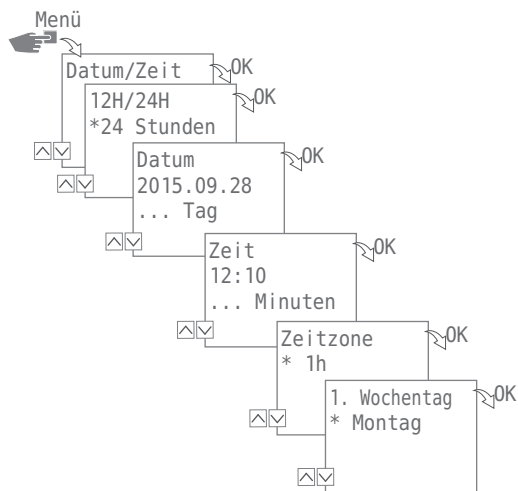 Menü
Datum/Zeit
OK
12H/24H
OK
*24 Stunden
Datum
OK
2015.09.28
... Tag
Zeit
OK
12:10
... Minuten
Zeitzone
OK
* 1h
1. Wochentag
OK
* Montag